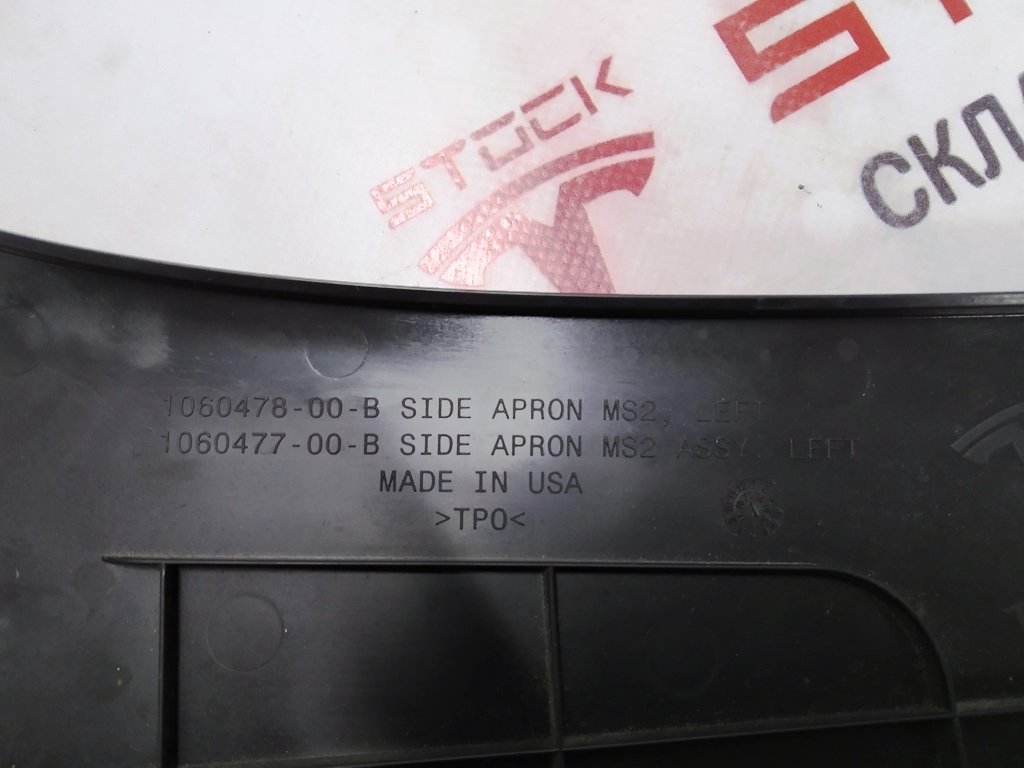 STOCK
СКЛ
1060478-00-B SIDE APRON MS2, LEFT
1060477-00-B SIDE APRON MS2 ASSY, LEFT
MADE IN USA
>TPO<